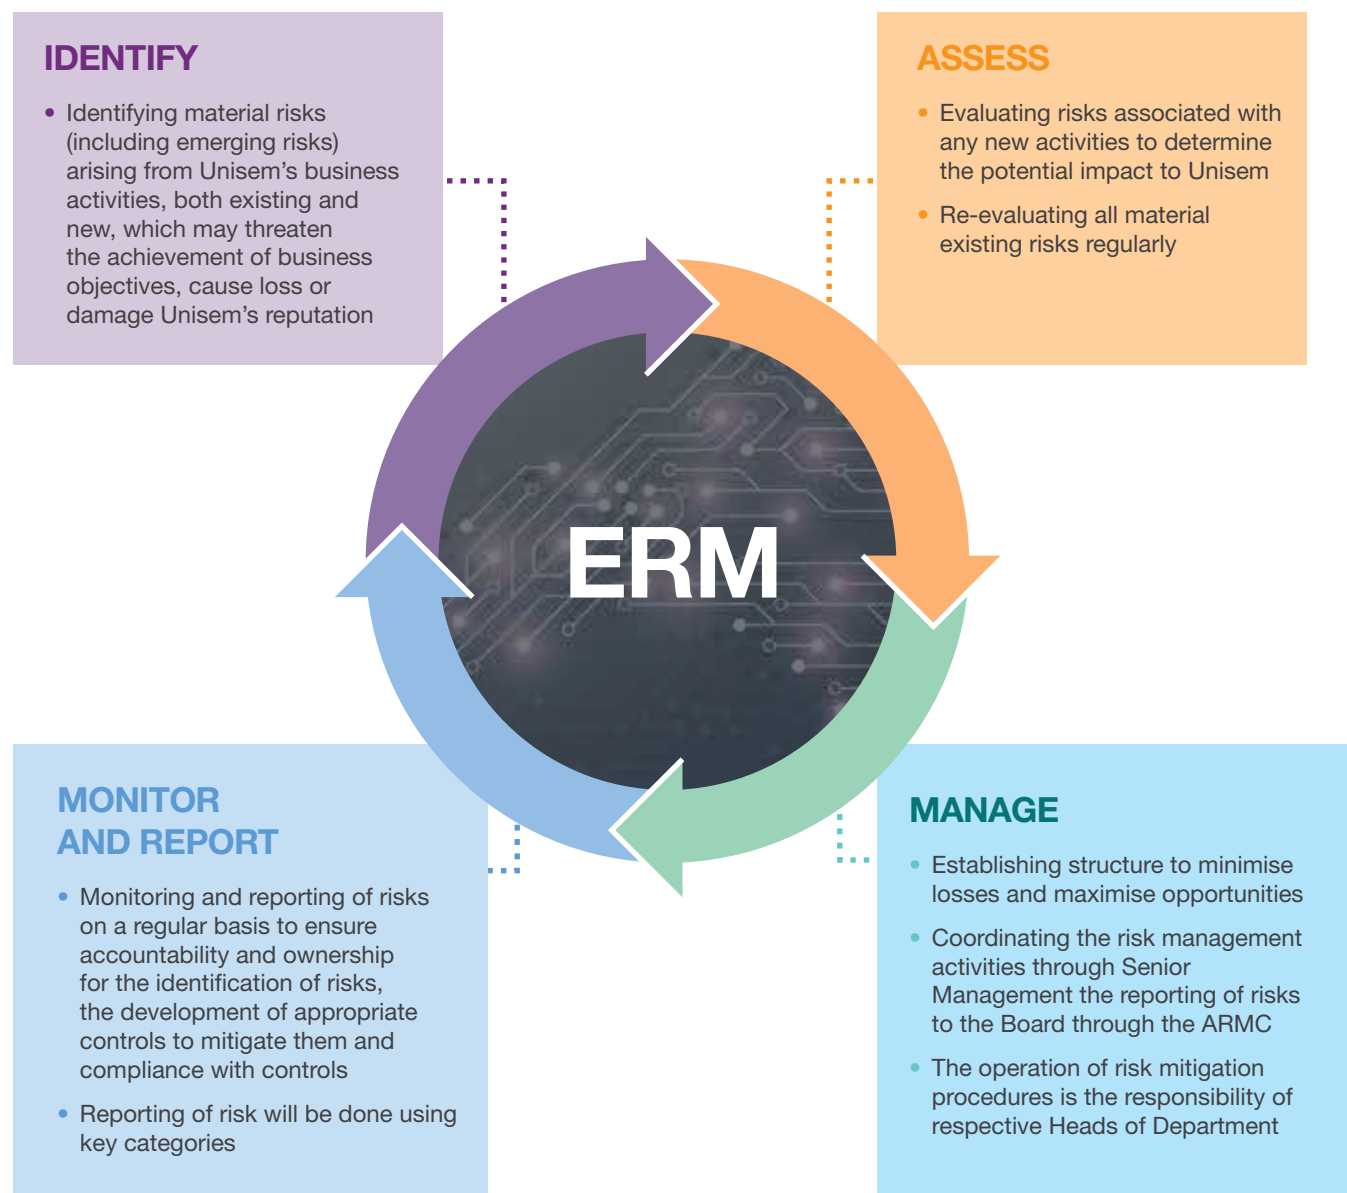 IDENTIFY
• Identifying material risks
(including emerging risks)
arising from Unisem’s business
activities, both existing and
new, which may threaten
the achievement of business
objectives, cause loss or
damage Unisem’s reputation
ASSESS
• Evaluating risks associated with
any new activities to determine
the potential impact to Unisem
• Re-evaluating all material
existing risks regularly
ERM
MONITOR
AND REPORT
• Monitoring and reporting of risks
on a regular basis to ensure
accountability and ownership
for the identification of risks,
the development of appropriate
controls to mitigate them and
compliance with controls
• Reporting of risk will be done using
key categories
MANAGE
• Establishing structure to minimise
losses and maximise opportunities
• Coordinating the risk management
activities through Senior
Management the reporting of risks
to the Board through the ARMC
• The operation of risk mitigation
procedures is the responsibility of
respective Heads of Department